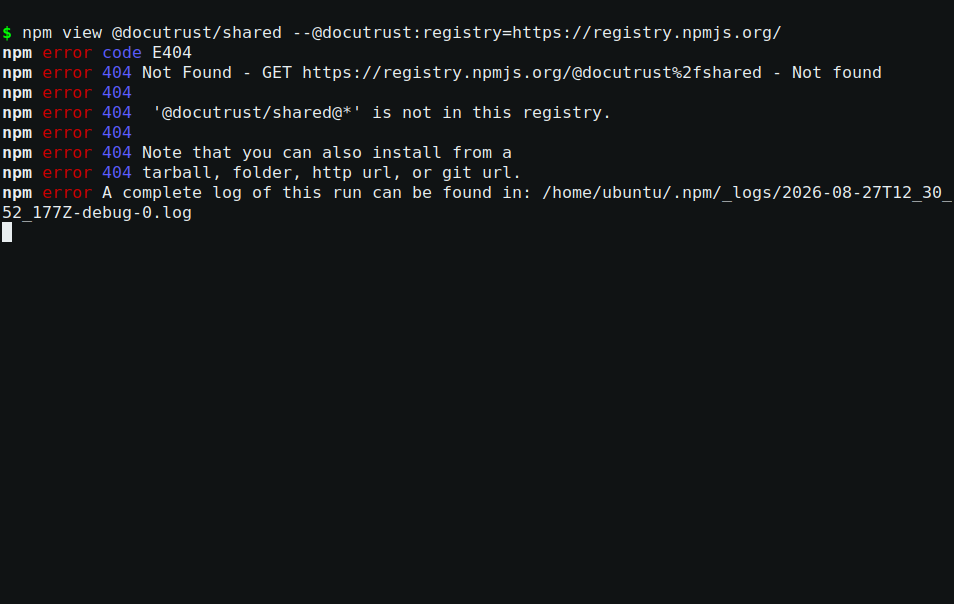 $ npm view @docutrust/shared --@docutrust:registry=https://registry.npmjs.org/
npm error code E404
npm error 404 Not Found - GET https://registry.npmjs.org/@docutrust%2fshared - Not found
npm error 404
npm error 404  '@docutrust/shared@*' is not in this registry.
npm error 404
npm error 404 Note that you can also install from a
npm error 404 tarball, folder, http url, or git url.
npm error A complete log of this run can be found in: /home/ubuntu/.npm/_logs/2026-08-27T12_30_
52_177Z-debug-0.log